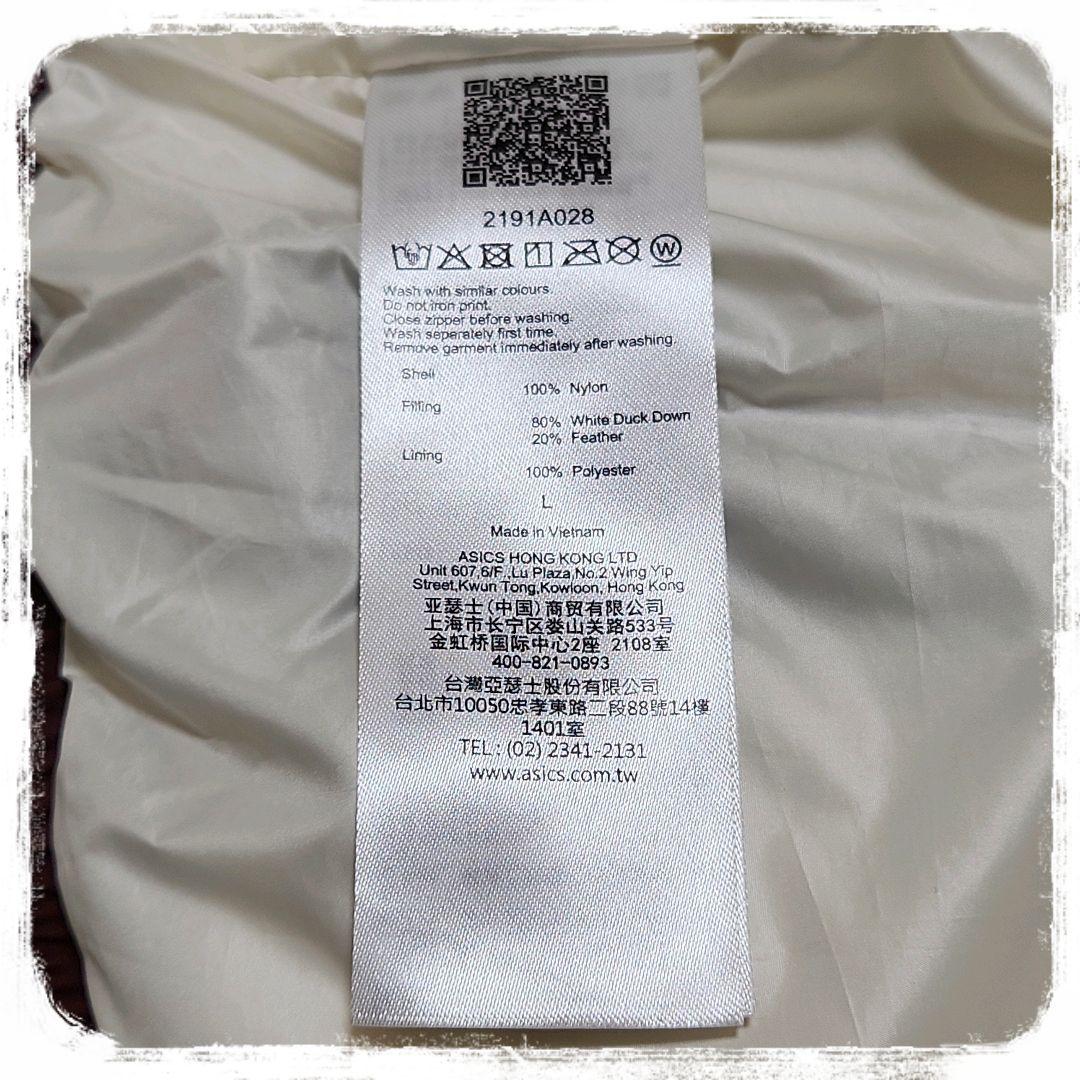 2191A028
W
Wash with similar colours.
Do not iron print.
Close zipper before washing.
Wash seperately first time.
Remove garment immediately after washing.
Shell
100% Nylon
Filling
80% White Duck Down
20% Feather
Lining
100% Polyester
L
Made in Vietnam
ASICS HONG KONG LTD
Unit 607,6/F.,Lu Plaza,No.2 Wing Yip
Street,Kwun Tong,Kowloon, Hong Kong
亚瑟士(中国)商贸有限公司
上海市长宁区娄山关路533号
金虹桥国际中心2座 2108室
400-821-0893
台灣亞瑟士股份有限公司
台北市10050忠孝東路二段88號14樓
1401室
TEL : (02) 2341-2131
www.asics.com.tw